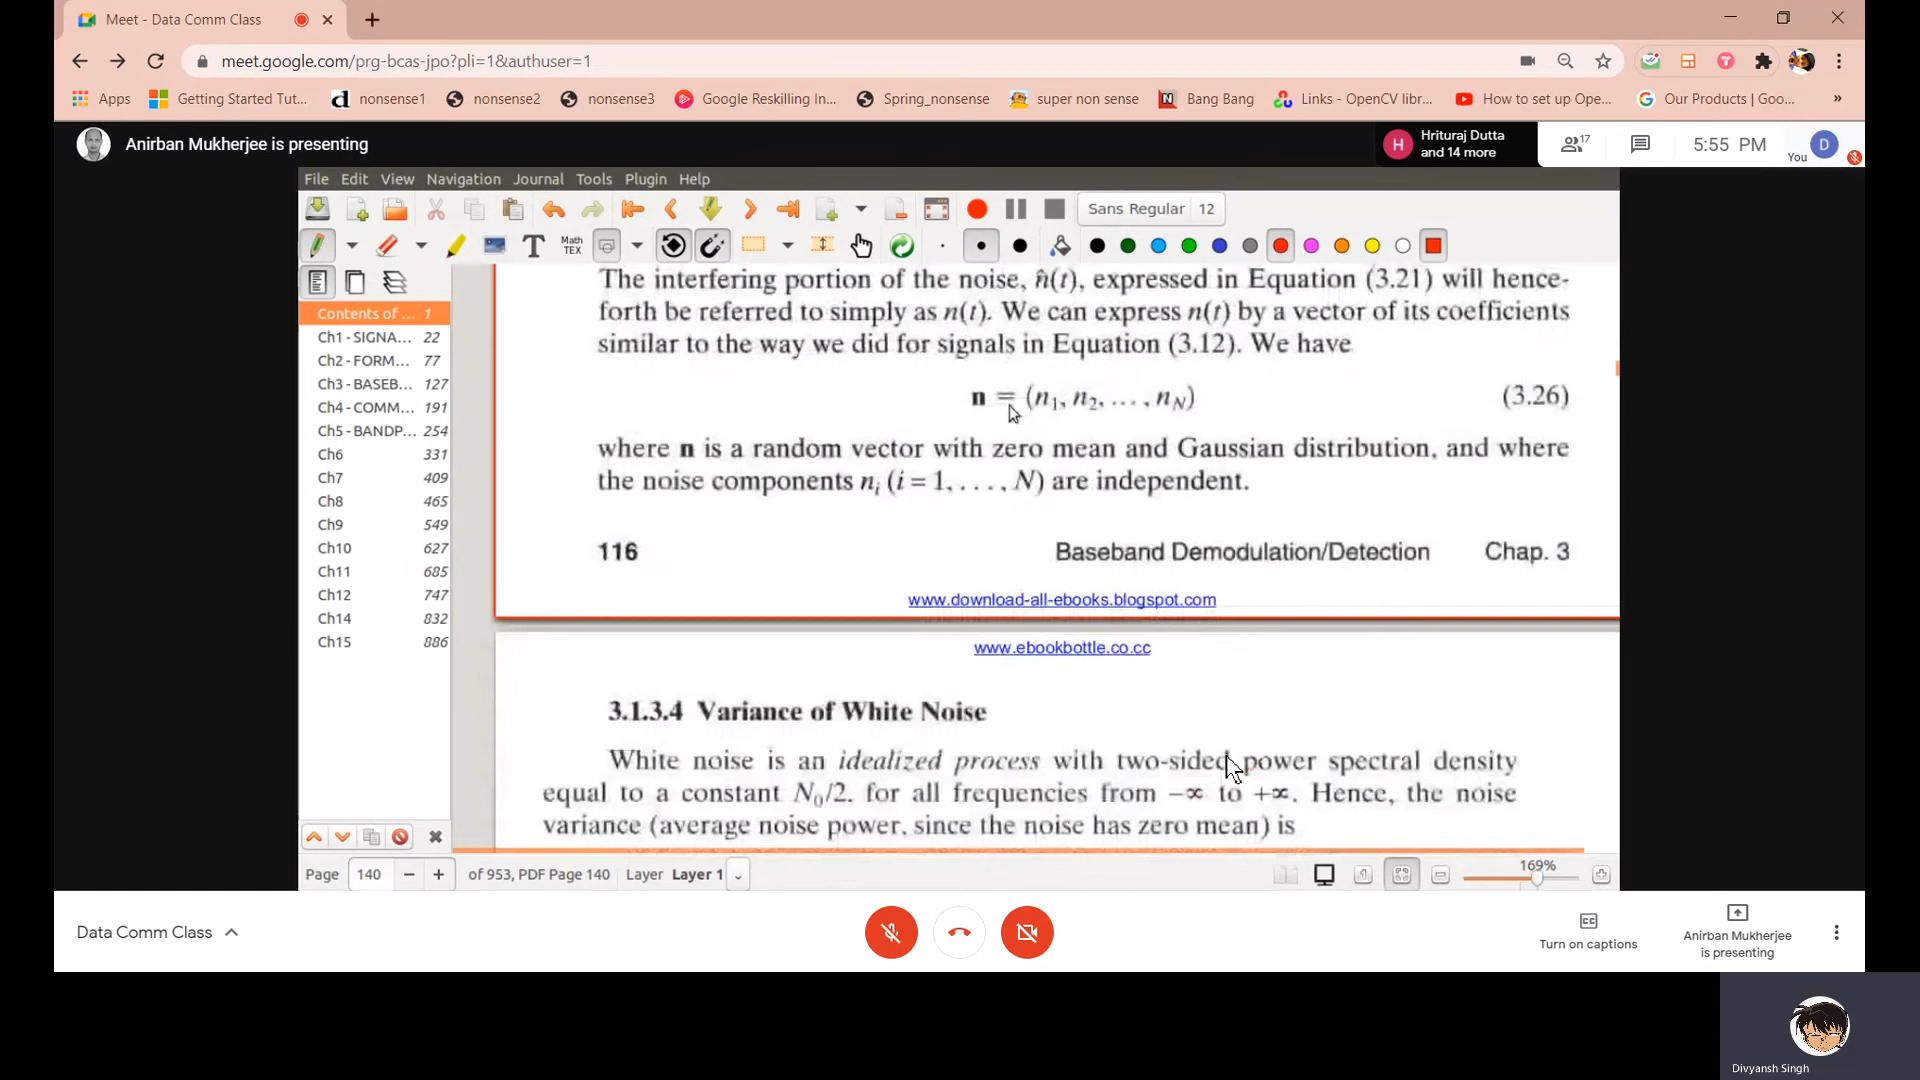 Meet - Data Comm Class
meet.google.com/prg-bcas-jpo?pli=1&authuser=1
Apps Getting Started Tut... nonsense1 nonsense2 nonsense3 Google Reskilling In... Spring_nonsense super non sense Bang Bang Links - OpenCV libr... How to set up Ope... Our Products | Goo... »
Anirban Mukherjee is presenting
H Hrituraj Dutta
and 14 more
17
5:55 PM
You D
File Edit View Navigation Journal Tools Plugin Help
Sans Regular 12
T Math
TEX
Contents of ... 1
Ch1 - SIGNA... 22
Ch2 - FORM... 77
Ch3 - BASEB... 127
Ch4 - COMM... 191
Ch5 - BANDP... 254
Ch6 331
Ch7 409
Ch8 465
Ch9 549
Ch10 627
Ch11 685
Ch12 747
Ch14 832
Ch15 886
The interfering portion of the noise, n̂(t), expressed in Equation (3.21) will hence-
forth be referred to simply as n(t). We can express n(t) by a vector of its coefficients
similar to the way we did for signals in Equation (3.12). We have
n = (n₁, n₂, ..., n_N) (3.26)
where n is a random vector with zero mean and Gaussian distribution, and where
the noise components nᵢ (i = 1, . . . , N) are independent.
116 Baseband Demodulation/Detection Chap. 3
www.download-all-ebooks.blogspot.com
www.ebookbottle.co.cc
3.1.3.4 Variance of White Noise
White noise is an idealized process with two-sided power spectral density
equal to a constant N₀/2, for all frequencies from −∞ to +∞. Hence, the noise
variance (average noise power, since the noise has zero mean) is
Page 140 − + of 953, PDF Page 140 Layer Layer 1
169%
Data Comm Class
CC
Turn on captions
Anirban Mukherjee
is presenting
Divyansh Singh